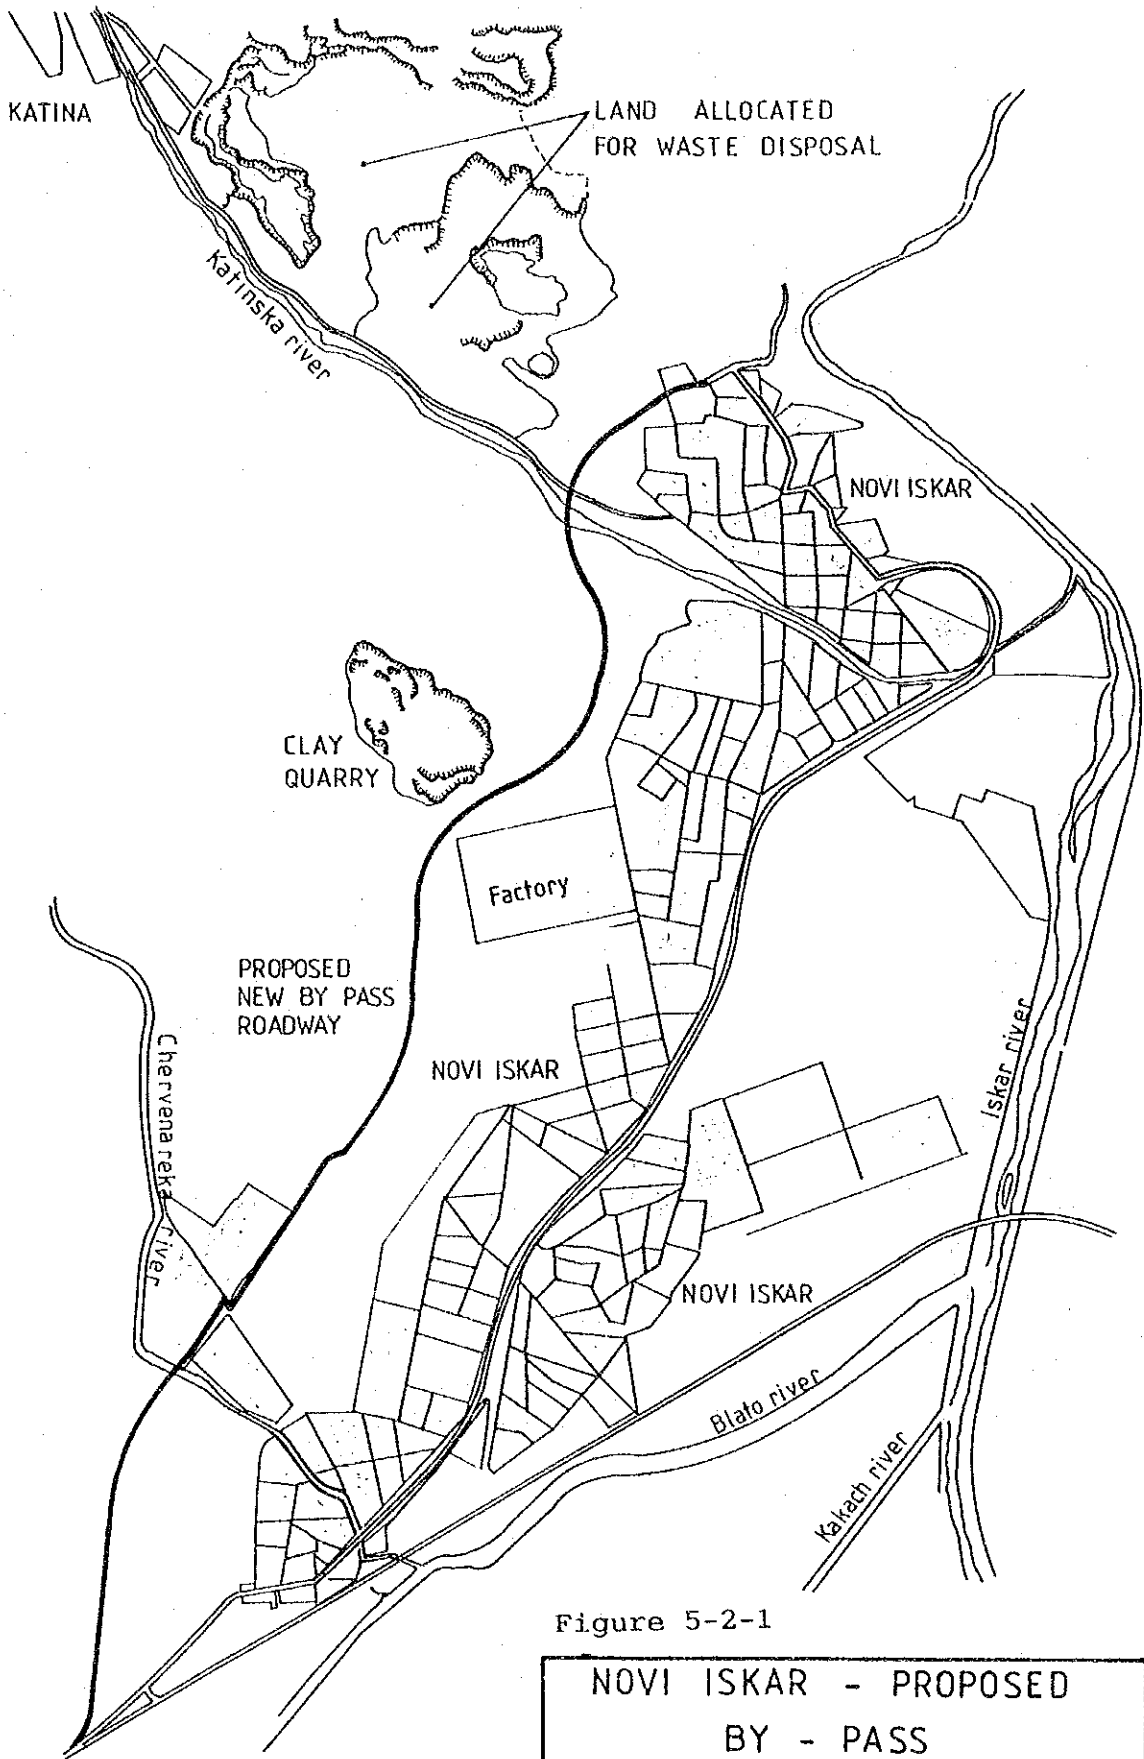 KATINA
LAND ALLOCATED
FOR WASTE DISPOSAL
Katinska river
NOVI ISKAR
CLAY
QUARRY
Factory
PROPOSED
NEW BY PASS
ROADWAY
Chervena reka river
NOVI ISKAR
Iskar river
NOVI ISKAR
Blato river
Kakach river
Figure 5-2-1
NOVI ISKAR - PROPOSED
BY - PASS